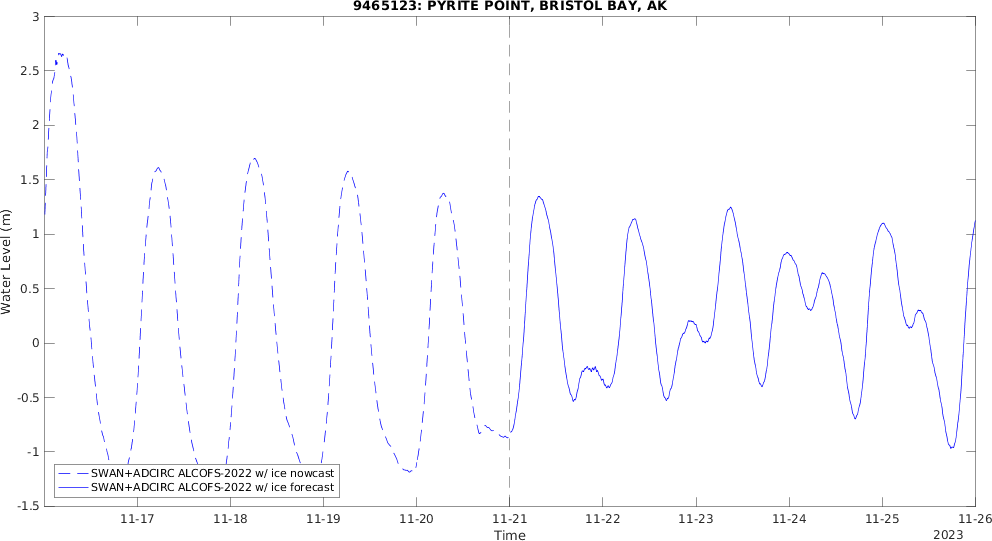 9465123: PYRITE POINT, BRISTOL BAY, AK
Water Level (m)
3
2.5
2
1.5
1
0.5
0
-0.5
-1
-1.5
SWAN+ADCIRC ALCOFS-2022 w/ ice nowcast
SWAN+ADCIRC ALCOFS-2022 w/ ice forecast
11-17 11-18 11-19 11-20 11-21 11-22 11-23 11-24 11-25 11-26
Time
2023